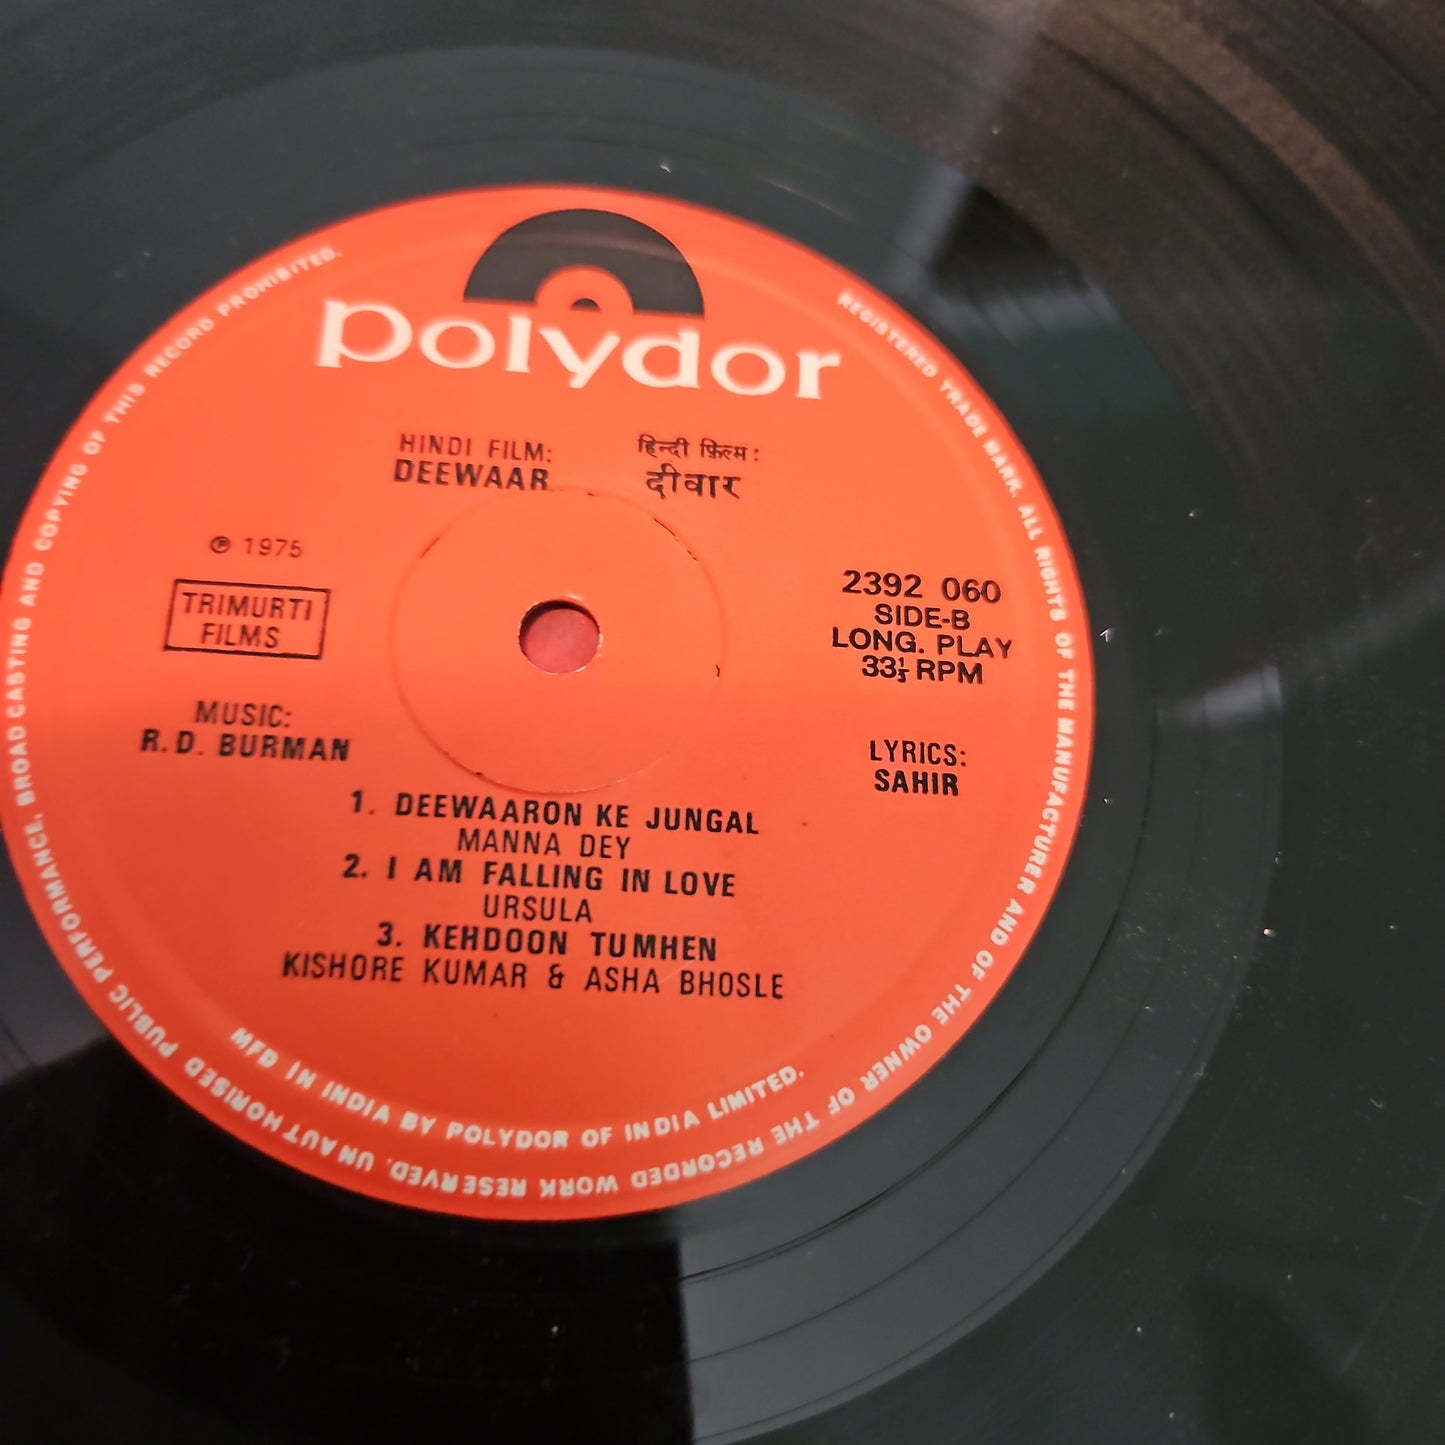 polydor
HINDI FILM:
DEEWAAR
हिन्दी फ़िल्म:
दीवार
℗ 1975
TRIMURTI
FILMS
2392 060
SIDE-B
LONG. PLAY
33⅓ RPM
MUSIC:
R.D. BURMAN
LYRICS:
SAHIR
1. DEEWAARON KE JUNGAL
MANNA DEY
2. I AM FALLING IN LOVE
URSULA
3. KEHDOON TUMHEN
KISHORE KUMAR & ASHA BHOSLE
MFD IN INDIA BY POLYDOR OF INDIA LIMITED.
REGISTERED TRADE MARK. ALL RIGHTS OF THE MANUFACTURER AND OF THE OWNER OF THE RECORDED WORK RESERVED. UNAUTHORISED PUBLIC PERFORMANCE. BROADCASTING AND COPYING OF THIS RECORD PROHIBITED.